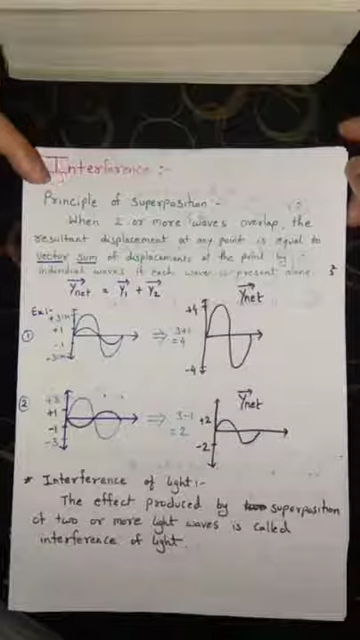 Interference :-
Principle of superposition -
When 2 or more waves overlap, the
resultant displacement at any point is equal to
vector sum of displacements at the point by
individual waves if each wave is present alone.
Ynet = Y1 + Y2
Ex:-
①
+3
+1
-1
-3
⇒ 3+1
= 4
Ynet
+4
-4
②
+3
+1
-1
-3
⇒ 3-1
= 2
Ynet
+2
-2
* Interference of light :-
The effect produced by superposition
of two or more light waves is called
interference of light.